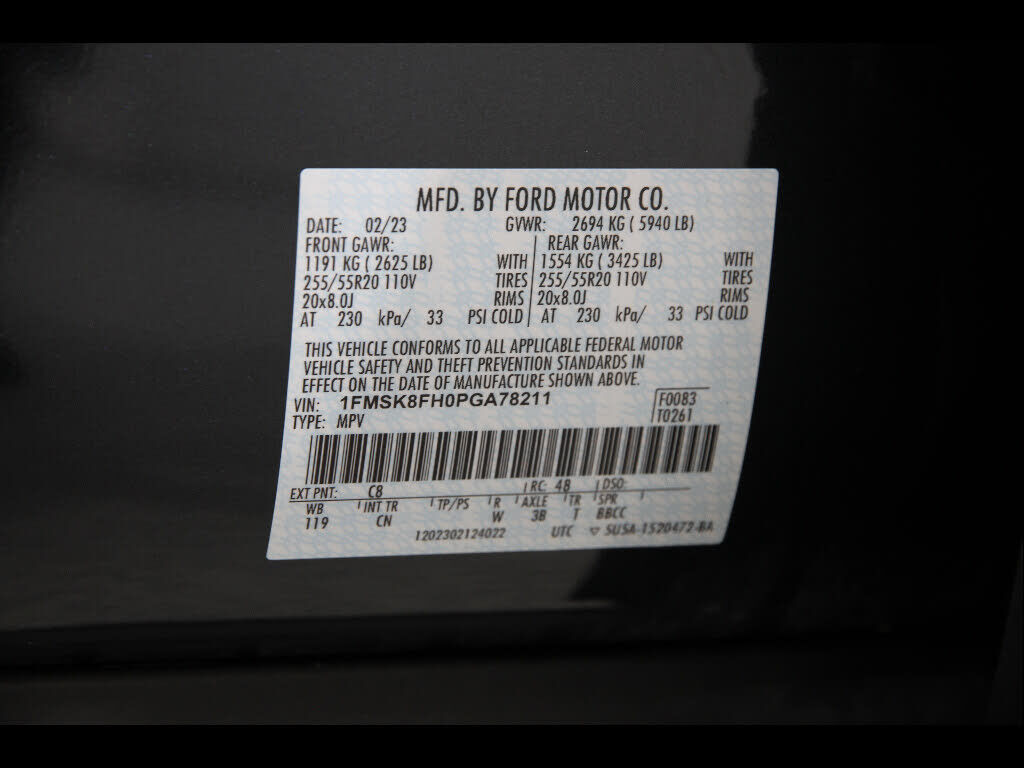 MFD. BY FORD MOTOR CO.
DATE: 02/23 GVWR: 2694 KG ( 5940 LB)
FRONT GAWR: REAR GAWR:
1191 KG ( 2625 LB) WITH 1554 KG ( 3425 LB) WITH
255/55R20 110V TIRES 255/55R20 110V TIRES
20x8.0J RIMS 20x8.0J RIMS
AT 230 kPa/ 33 PSI COLD AT 230 kPa/ 33 PSI COLD
THIS VEHICLE CONFORMS TO ALL APPLICABLE FEDERAL MOTOR
VEHICLE SAFETY AND THEFT PREVENTION STANDARDS IN
EFFECT ON THE DATE OF MANUFACTURE SHOWN ABOVE.
VIN: 1FMSK8FH0PGA78211 F0083
TYPE: MPV T0261
EXT PNT: C8 RC: 48 DSO:
WB INT TR TP/PS R AXLE TR SPR
119 CN W 3B T BBCC
1202302124022 UTC ▽ SUSA-1520472-BA